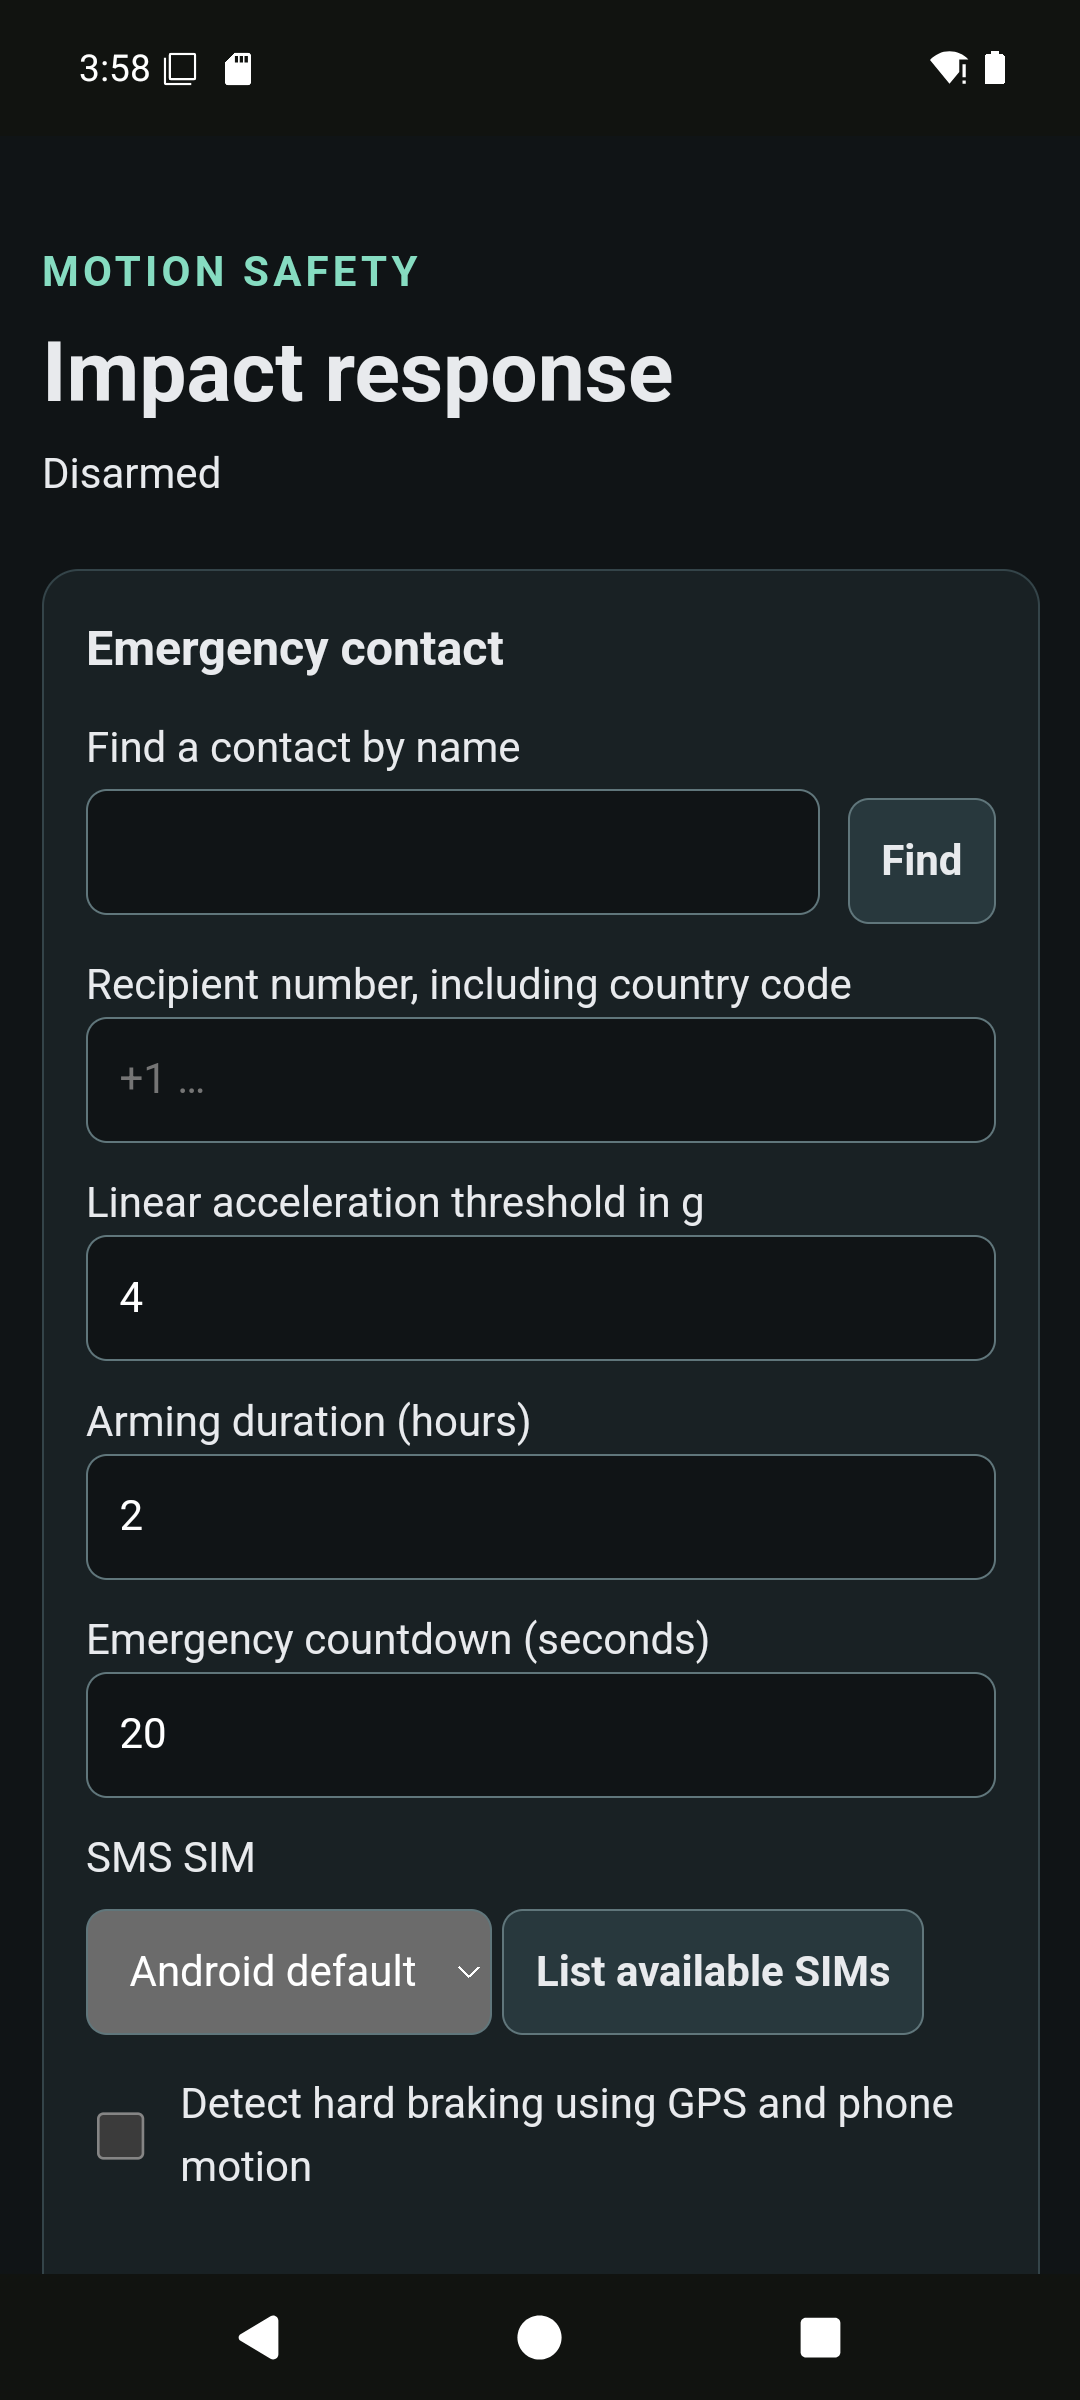 3:58
MOTION SAFETY
Impact response
Disarmed
Emergency contact
Find a contact by name
Find
Recipient number, including country code
+1 …
Linear acceleration threshold in g
4
Arming duration (hours)
2
Emergency countdown (seconds)
20
SMS SIM
Android default
List available SIMs
Detect hard braking using GPS and phone
motion